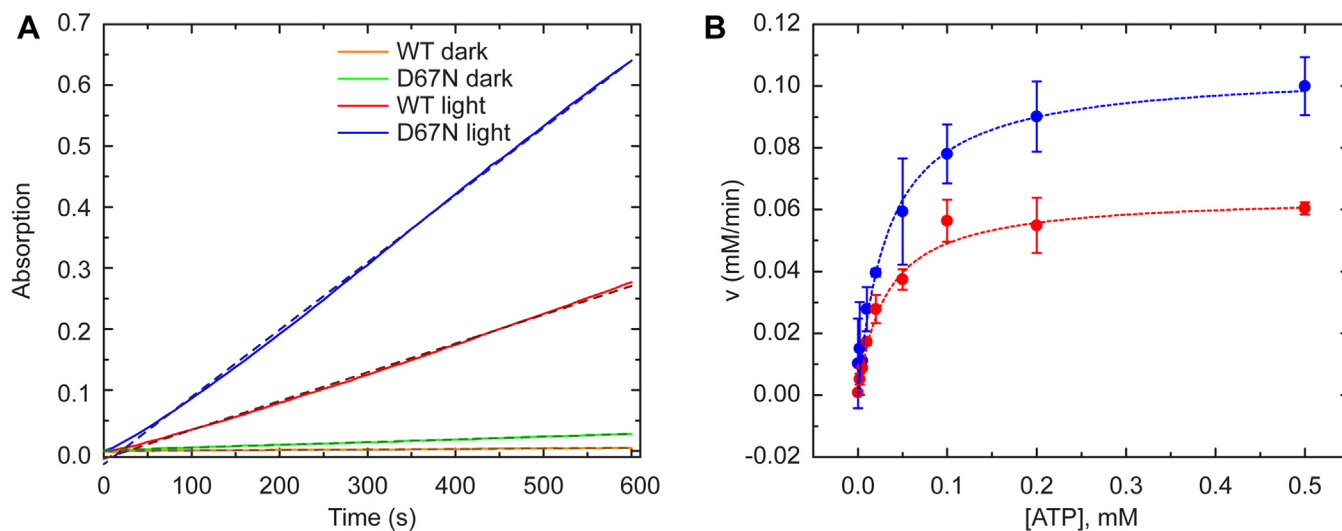 A
0.7
0.6
0.5
0.4
0.3
0.2
0.1
0.0
Absorption
WT dark
D67N dark
WT light
D67N light
0 100 200 300 400 500 600
Time (s)
B
0.12
0.10
0.08
0.06
0.04
0.02
0.00
-0.02
v (mM/min)
0.0 0.1 0.2 0.3 0.4 0.5
[ATP], mM